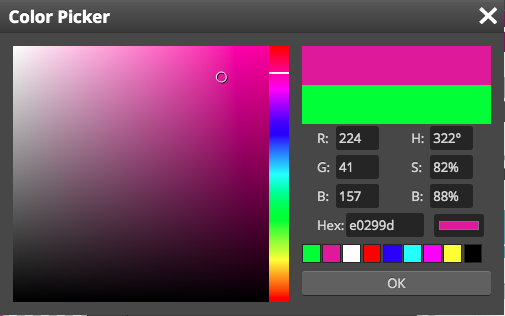 Color Picker
R: 224 H: 322°
G: 41 S: 82%
B: 157 B: 88%
Hex: e0299d
OK